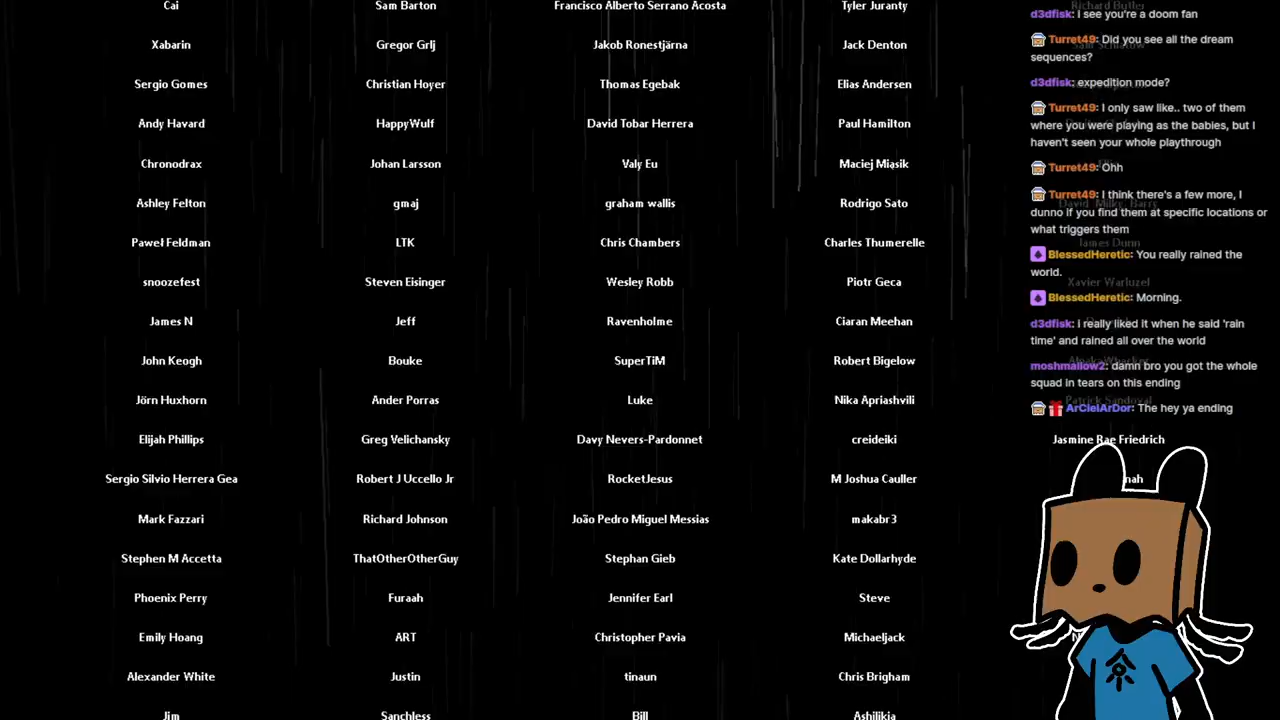 Cai Sam Barton Francisco Alberto Serrano Acosta Tyler Juranty
Xabarin Gregor Grlj Jakob Ronestjärna Jack Denton
Sergio Gomes Christian Hoyer Thomas Egebak Elias Andersen
Andy Havard HappyWulf David Tobar Herrera Paul Hamilton
Chronodrax Johan Larsson Valy Eu Maciej Miąsik
Ashley Felton gmaj graham wallis Rodrigo Sato
Paweł Feldman LTK Chris Chambers Charles Thumerelle
snoozefest Steven Eisinger Wesley Robb Piotr Geca
James N Jeff Ravenholme Ciaran Meehan
John Keogh Bouke SuperTiM Robert Bigelow
Jörn Huxhorn Ander Porras Luke Nika Apriashvili
Elijah Phillips Greg Velichansky Davy Nevers-Pardonnet creideiki Jasmine Rae Friedrich
Sergio Silvio Herrera Gea Robert J Uccello Jr RocketJesus M Joshua Cauller
Mark Fazzari Richard Johnson João Pedro Miguel Messias makabr3
Stephen M Accetta ThatOtherOtherGuy Stephan Gieb Kate Dollarhyde
Phoenix Perry Furaah Jennifer Earl Steve
Emily Hoang ART Christopher Pavia Michaeljack
Alexander White Justin tinaun Chris Brigham
Jim Sanchless Bill Ashilikia
Richard Butler
d3dfisk: I see you're a doom fan
Turret49: Did you see all the dream
sequences?
d3dfisk: expedition mode?
Turret49: I only saw like.. two of them
where you were playing as the babies, but I
haven't seen your whole playthrough
Turret49: Ohh
Turret49: I think there's a few more, I
David "Milky" Barry
dunno if you find them at specific locations or
what triggers them
James Dunn
BlessedHeretic: You really rained the
world.
Xavier Warluzel
BlessedHeretic: Morning.
d3dfisk: I really liked it when he said 'rain
time' and rained all over the world
moshmallow2: damn bro you got the whole
squad in tears on this ending
Patrick Sandoval
ArCielArDor: The hey ya ending